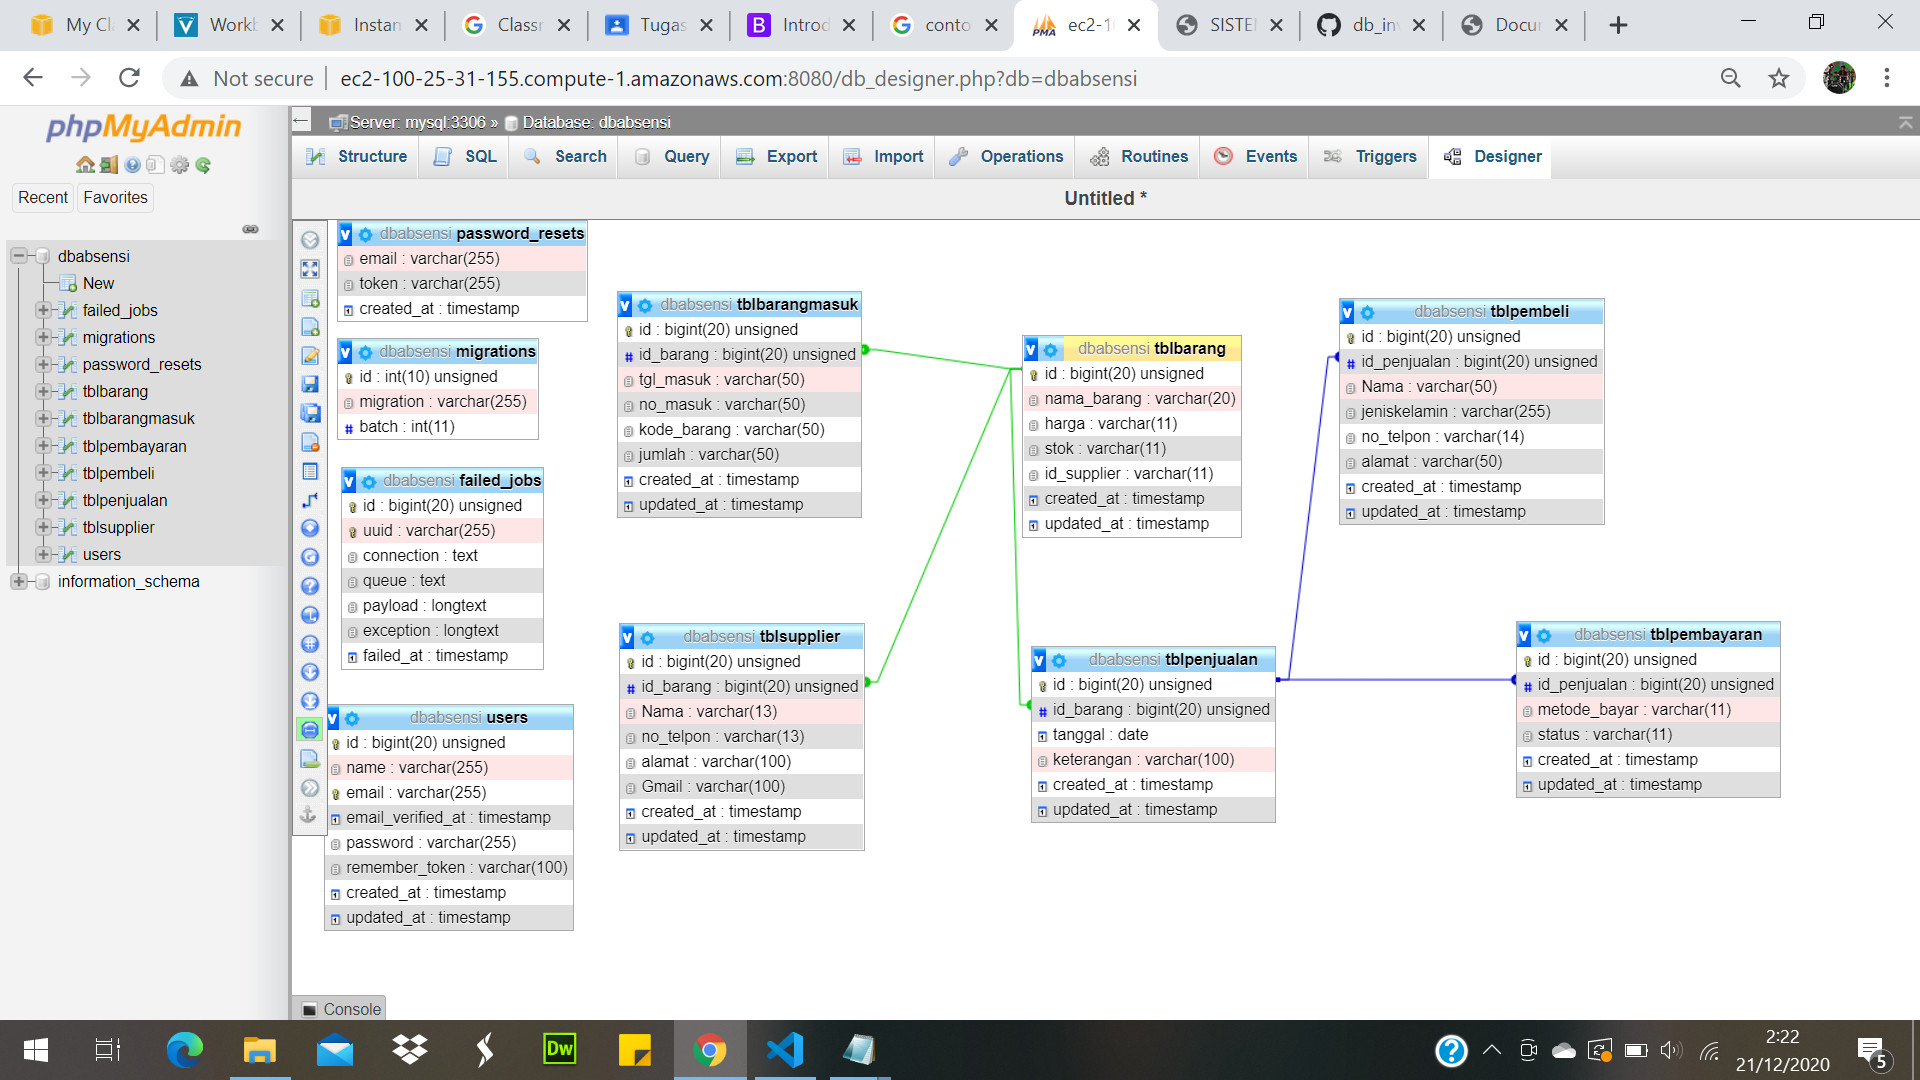 My Cl
Workb
Instan
Classr
Tugas
Introd
conto
ec2-1
SISTE
db_in
Docu
Not secure
ec2-100-25-31-155.compute-1.amazonaws.com:8080/db_designer.php?db=dbabsensi
phpMyAdmin
Recent
Favorites
dbabsensi
New
failed_jobs
migrations
password_resets
tblbarang
tblbarangmasuk
tblpembayaran
tblpembeli
tblpenjualan
tblsupplier
users
information_schema
Server: mysql:3306 » Database: dbabsensi
Structure
SQL
Search
Query
Export
Import
Operations
Routines
Events
Triggers
Designer
Untitled *
dbabsensi password_resets
email : varchar(255)
token : varchar(255)
created_at : timestamp
dbabsensi migrations
id : int(10) unsigned
migration : varchar(255)
batch : int(11)
dbabsensi failed_jobs
id : bigint(20) unsigned
uuid : varchar(255)
connection : text
queue : text
payload : longtext
exception : longtext
failed_at : timestamp
dbabsensi users
id : bigint(20) unsigned
name : varchar(255)
email : varchar(255)
email_verified_at : timestamp
password : varchar(255)
remember_token : varchar(100)
created_at : timestamp
updated_at : timestamp
dbabsensi tblbarangmasuk
id : bigint(20) unsigned
id_barang : bigint(20) unsigned
tgl_masuk : varchar(50)
no_masuk : varchar(50)
kode_barang : varchar(50)
jumlah : varchar(50)
created_at : timestamp
updated_at : timestamp
dbabsensi tblsupplier
id : bigint(20) unsigned
id_barang : bigint(20) unsigned
Nama : varchar(13)
no_telpon : varchar(13)
alamat : varchar(100)
Gmail : varchar(100)
created_at : timestamp
updated_at : timestamp
dbabsensi tblbarang
id : bigint(20) unsigned
nama_barang : varchar(20)
harga : varchar(11)
stok : varchar(11)
id_supplier : varchar(11)
created_at : timestamp
updated_at : timestamp
dbabsensi tblpenjualan
id : bigint(20) unsigned
id_barang : bigint(20) unsigned
tanggal : date
keterangan : varchar(100)
created_at : timestamp
updated_at : timestamp
dbabsensi tblpembeli
id : bigint(20) unsigned
id_penjualan : bigint(20) unsigned
Nama : varchar(50)
jeniskelamin : varchar(255)
no_telpon : varchar(14)
alamat : varchar(50)
created_at : timestamp
updated_at : timestamp
dbabsensi tblpembayaran
id : bigint(20) unsigned
id_penjualan : bigint(20) unsigned
metode_bayar : varchar(11)
status : varchar(11)
created_at : timestamp
updated_at : timestamp
Console
Dw
2:22
21/12/2020
5